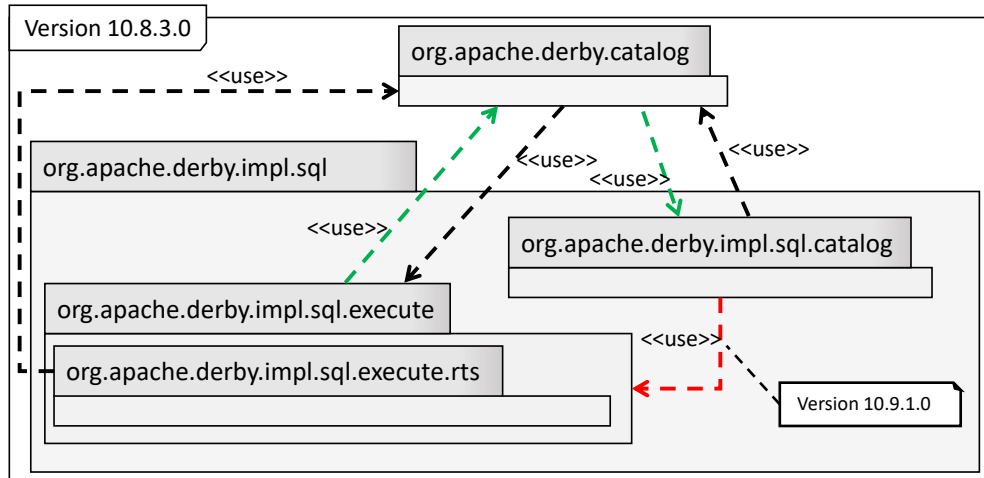 Version 10.8.3.0
org.apache.derby.catalog
<<use>>
org.apache.derby.impl.sql
<<use>>
<<use>>
<<use>>
<<use>>
org.apache.derby.impl.sql.catalog
org.apache.derby.impl.sql.execute
<<use>>
org.apache.derby.impl.sql.execute.rts
Version 10.9.1.0